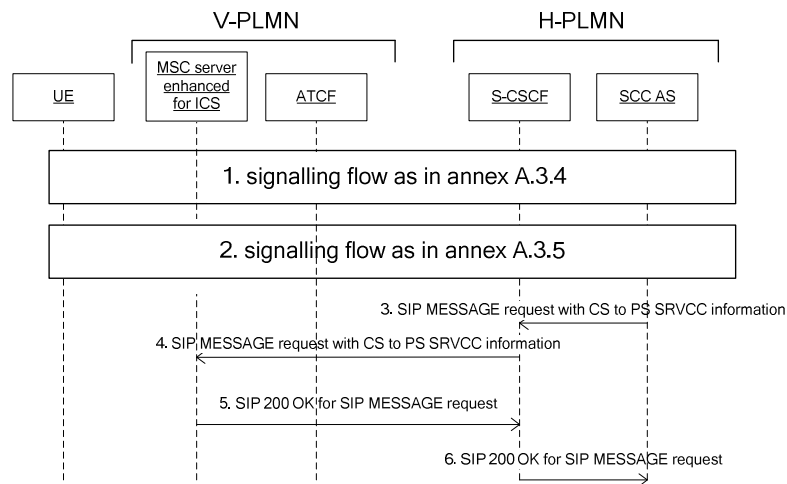 V-PLMN
H-PLMN
UE
MSC server
enhanced
for ICS
ATCF
S-CSCF
SCC AS
1. signalling flow as in annex A.3.4
2. signalling flow as in annex A.3.5
3. SIP MESSAGE request with CS to PS SRVCC information
4. SIP MESSAGE request with CS to PS SRVCC information
5. SIP 200 OK for SIP MESSAGE request
6. SIP 200 OK for SIP MESSAGE request